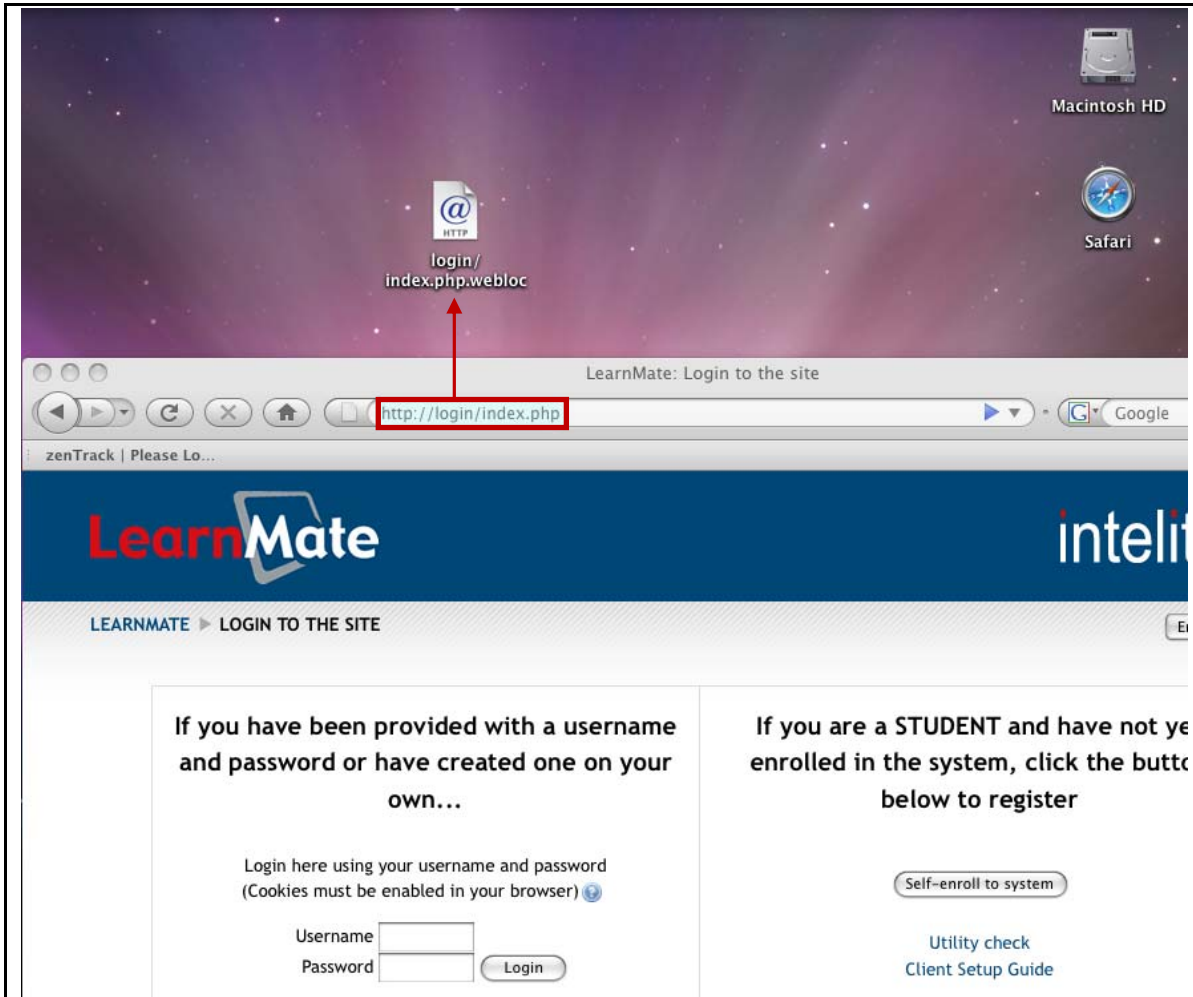 Macintosh HD
@
HTTP
login/
index.php.webloc
Safari
LearnMate: Login to the site
http://login/index.php
G
Google
zenTrack | Please Lo...
LearnMate
intelit
LEARNMATE ▶ LOGIN TO THE SITE
En
If you have been provided with a username
and password or have created one on your
own...
Login here using your username and password
(Cookies must be enabled in your browser) ?
Username
Password
Login
If you are a STUDENT and have not ye
enrolled in the system, click the butto
below to register
Self-enroll to system
Utility check
Client Setup Guide